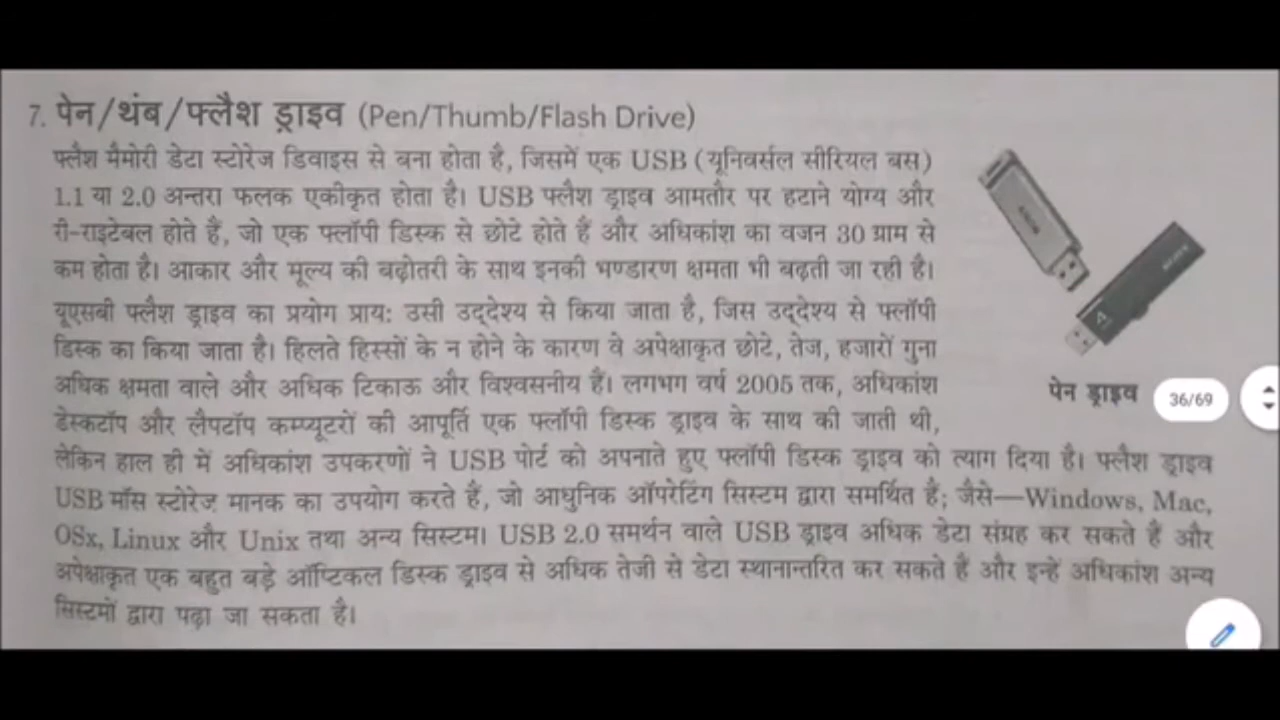 7. पेन/थंब/फ्लैश ड्राइव (Pen/Thumb/Flash Drive)
फ्लैश मैमोरी डेटा स्टोरेज डिवाइस से बना होता है, जिसमें एक USB (यूनिवर्सल सीरियल बस)
1.1 या 2.0 अन्तरा फलक एकीकृत होता है। USB फ्लैश ड्राइव आमतौर पर हटाने योग्य और
री-राइटेबल होते हैं, जो एक फ्लॉपी डिस्क से छोटे होते हैं और अधिकांश का वजन 30 ग्राम से
कम होता है। आकार और मूल्य की बढ़ोतरी के साथ इनकी भण्डारण क्षमता भी बढ़ती जा रही है।
यूएसबी फ्लैश ड्राइव का प्रयोग प्राय: उसी उद्देश्य से किया जाता है, जिस उद्देश्य से फ्लॉपी
डिस्क का किया जाता है। हिलते हिस्सों के न होने के कारण वे अपेक्षाकृत छोटे, तेज, हजारों गुना
अधिक क्षमता वाले और अधिक टिकाऊ और विश्वसनीय हैं। लगभग वर्ष 2005 तक, अधिकांश
डेस्कटॉप और लैपटॉप कम्प्यूटरों की आपूर्ति एक फ्लॉपी डिस्क ड्राइव के साथ की जाती थी,
लेकिन हाल ही में अधिकांश उपकरणों ने USB पोर्ट को अपनाते हुए फ्लॉपी डिस्क ड्राइव को त्याग दिया है। फ्लैश ड्राइव
USB मॉस स्टोरेज मानक का उपयोग करते हैं, जो आधुनिक ऑपरेटिंग सिस्टम द्वारा समर्थित है; जैसे—Windows, Mac,
OSx, Linux और Unix तथा अन्य सिस्टम। USB 2.0 समर्थन वाले USB ड्राइव अधिक डेटा संग्रह कर सकते हैं और
अपेक्षाकृत एक बहुत बड़े ऑप्टिकल डिस्क ड्राइव से अधिक तेजी से डेटा स्थानान्तरित कर सकते हैं और इन्हें अधिकांश अन्य
सिस्टमों द्वारा पढ़ा जा सकता है।
पेन ड्राइव
36/69